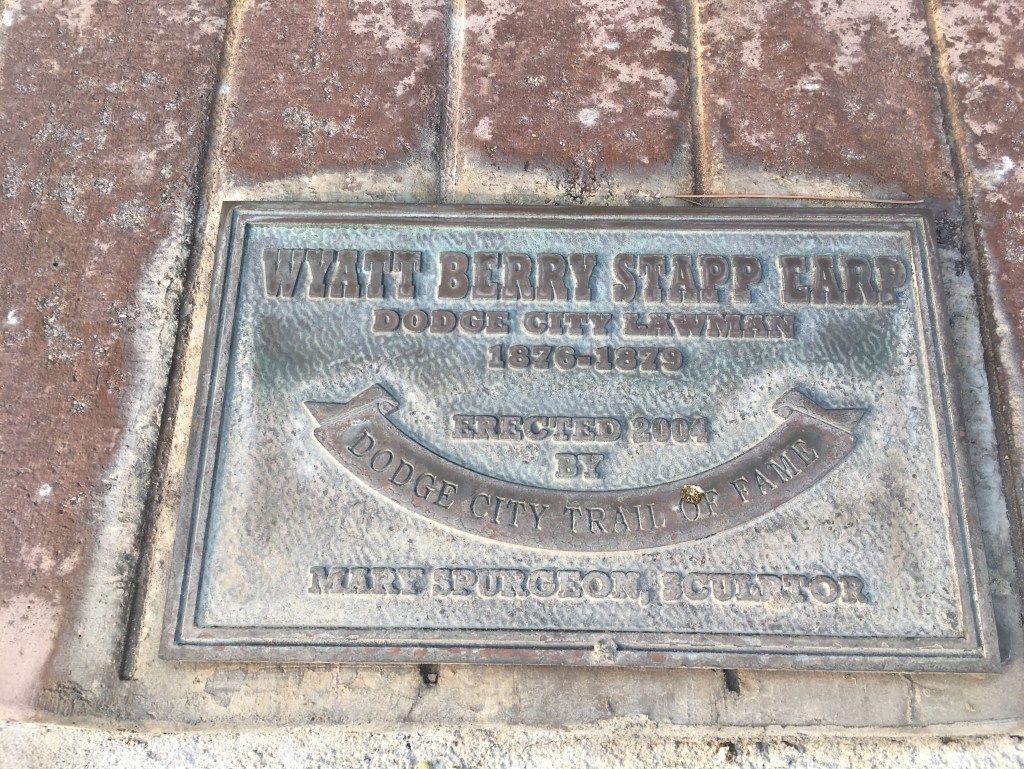 WYATT BERRY STAPP EARP
DODGE CITY LAWMAN
1876-1879
ERECTED 2004
BY
DODGE CITY TRAIL OF FAME
MARY SPURGEON, SCULPTOR